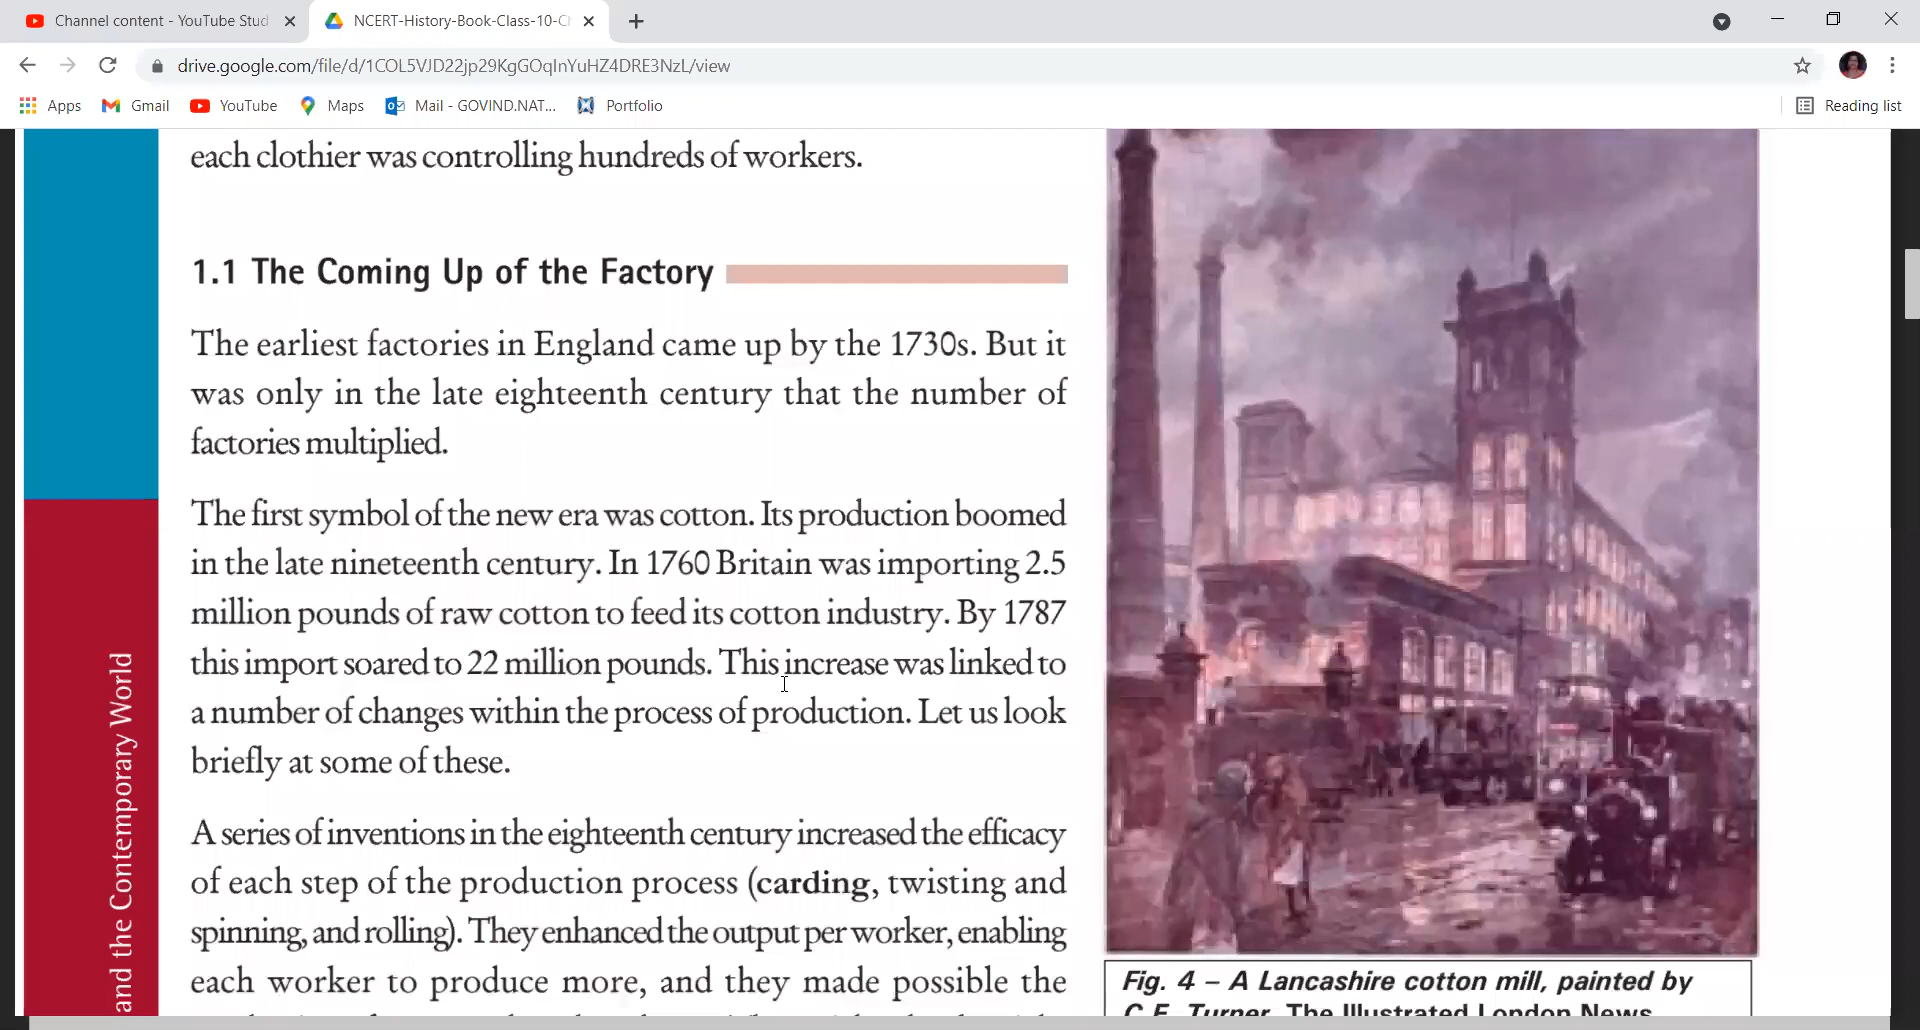 Channel content - YouTube Stud
NCERT-History-Book-Class-10-C
drive.google.com/file/d/1COL5VJD22jp29KgGOqInYuHZ4DRE3NzL/view
Apps
Gmail
YouTube
Maps
Mail - GOVIND.NAT...
Portfolio
Reading list
each clothier was controlling hundreds of workers.
1.1 The Coming Up of the Factory
The earliest factories in England came up by the 1730s. But it
was only in the late eighteenth century that the number of
factories multiplied.
The first symbol of the new era was cotton. Its production boomed
in the late nineteenth century. In 1760 Britain was importing 2.5
million pounds of raw cotton to feed its cotton industry. By 1787
this import soared to 22 million pounds. This increase was linked to
a number of changes within the process of production. Let us look
briefly at some of these.
A series of inventions in the eighteenth century increased the efficacy
of each step of the production process (carding, twisting and
spinning, and rolling). They enhanced the output per worker, enabling
each worker to produce more, and they made possible the
and the Contemporary World
Fig. 4 – A Lancashire cotton mill, painted by
C.E. Turner, The Illustrated London News